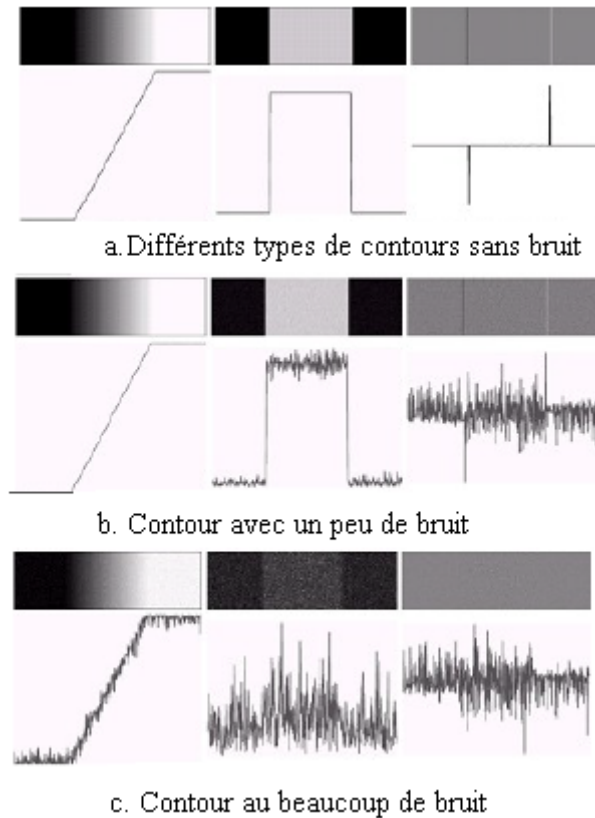 a.Différents types de contours sans bruit
b. Contour avec un peu de bruit
c. Contour au beaucoup de bruit